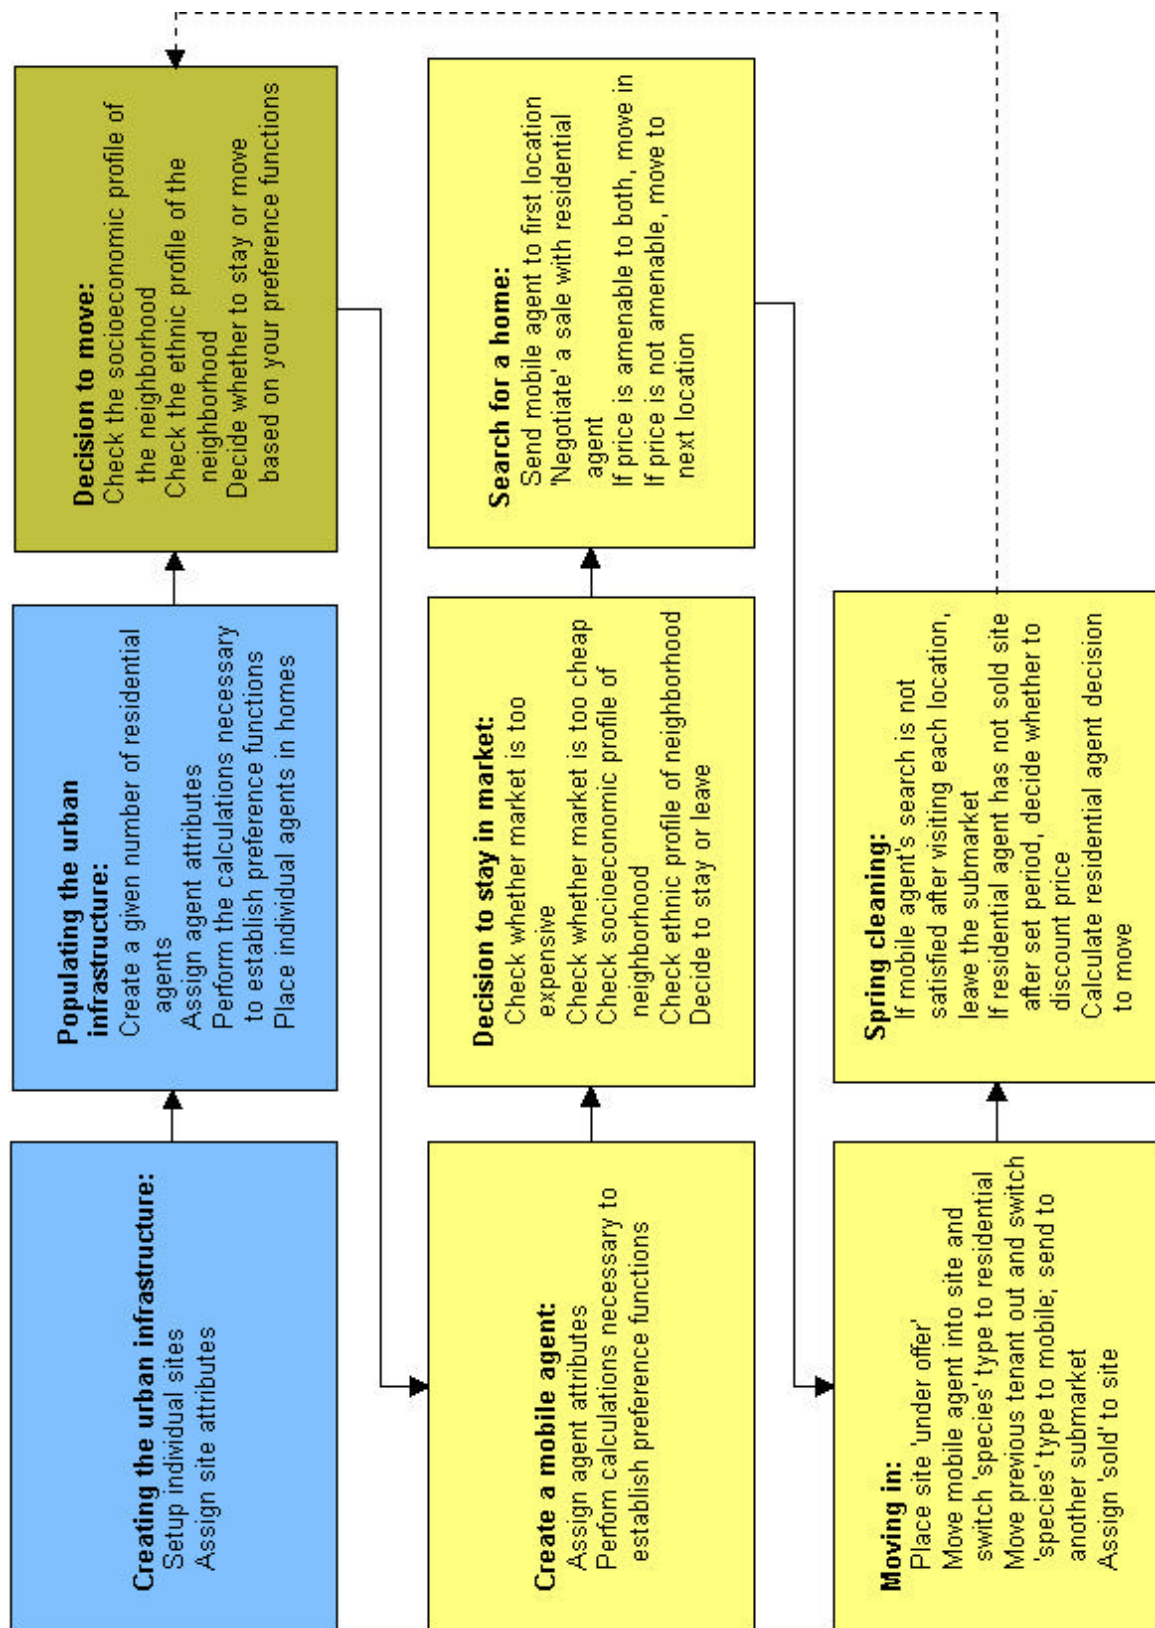 Creating the urban infrastructure:
Setup individual sites
Assign site attributes
Populating the urban
infrastructure:
Create a given number of residential
agents
Assign agent attributes
Perform the calculations necessary
to establish preference functions
Place individual agents in homes
Decision to move:
Check the socioeconomic profile of
the neighborhood
Check the ethnic profile of the
neighborhood
Decide whether to stay or move
based on your preference functions
Create a mobile agent:
Assign agent attributes
Perform calculations necessary to
establish preference functions
Decision to stay in market:
Check whether market is too
expensive
Check whether market is too cheap
Check socioeconomic profile of
neighborhood
Check ethnic profile of neighborhood
Decide to stay or leave
Search for a home:
Send mobile agent to first location
'Negotiate' a sale with residential
agent
If price is amenable to both, move in
If price is not amenable, move to
next location
Moving in:
Place site 'under offer'
Move mobile agent into site and
switch 'species' type to residential
Move previous tenant out and switch
'species' type to mobile; send to
another submarket
Assign 'sold' to site
Spring cleaning:
If mobile agent's search is not
satisfied after visiting each location,
leave the submarket
If residential agent has not sold site
after set period, decide whether to
discount price
Calculate residential agent decision
to move